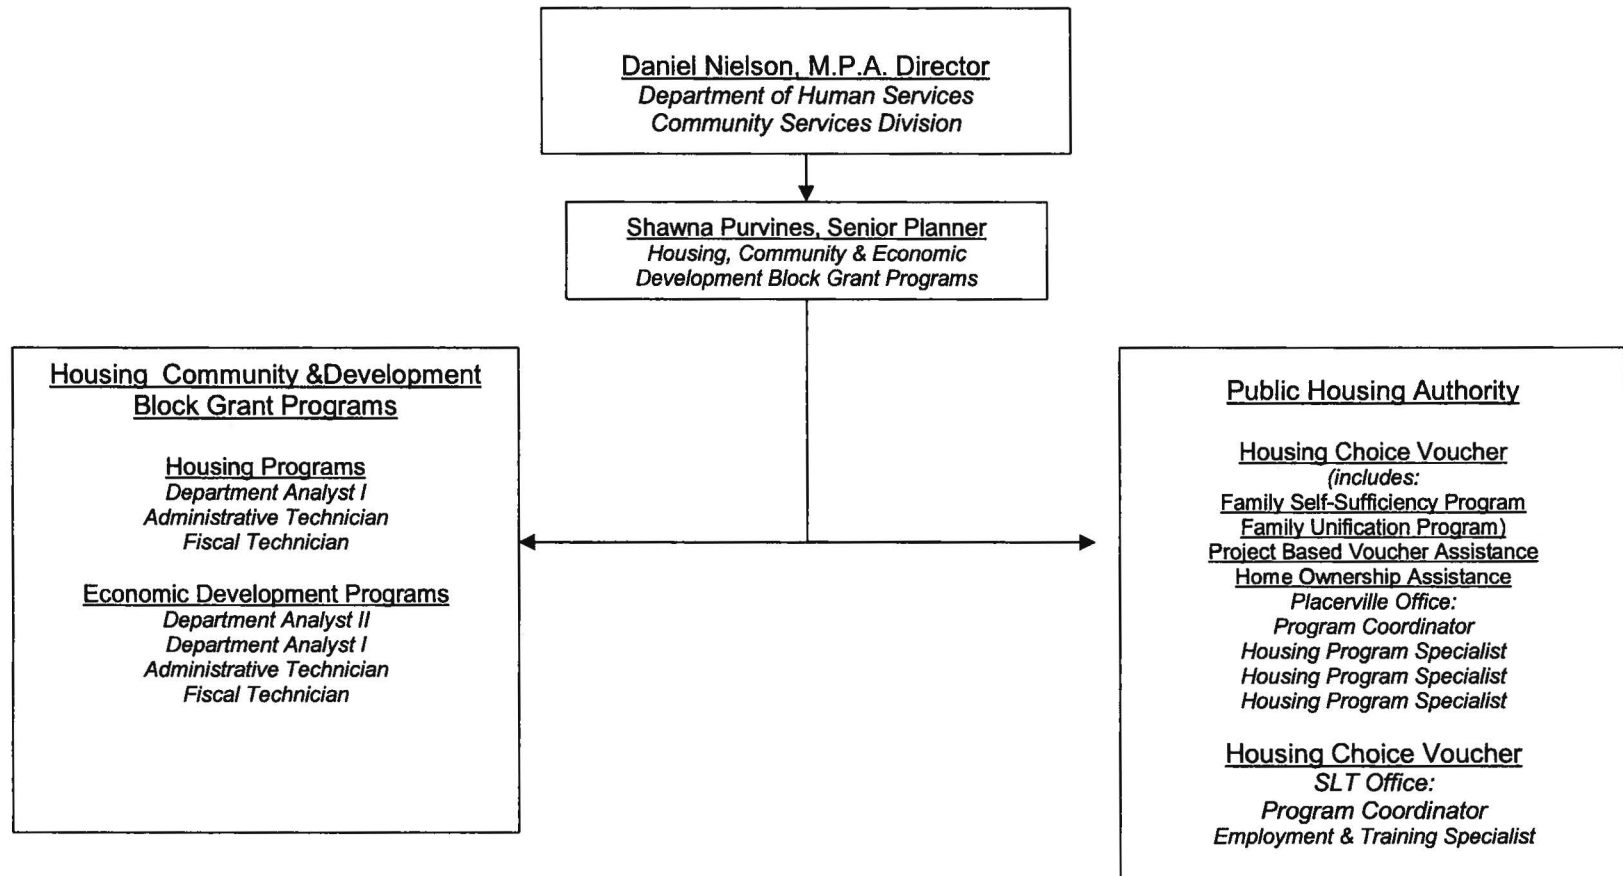 Daniel Nielson, M.P.A. Director
Department of Human Services
Community Services Division
Shawna Purvines, Senior Planner
Housing, Community & Economic
Development Block Grant Programs
Housing Community &Development
Block Grant Programs
Housing Programs
Department Analyst I
Administrative Technician
Fiscal Technician
Economic Development Programs
Department Analyst II
Department Analyst I
Administrative Technician
Fiscal Technician
Public Housing Authority
Housing Choice Voucher
(includes:
Family Self-Sufficiency Program
Family Unification Program)
Project Based Voucher Assistance
Home Ownership Assistance
Placerville Office:
Program Coordinator
Housing Program Specialist
Housing Program Specialist
Housing Program Specialist
Housing Choice Voucher
SLT Office:
Program Coordinator
Employment & Training Specialist